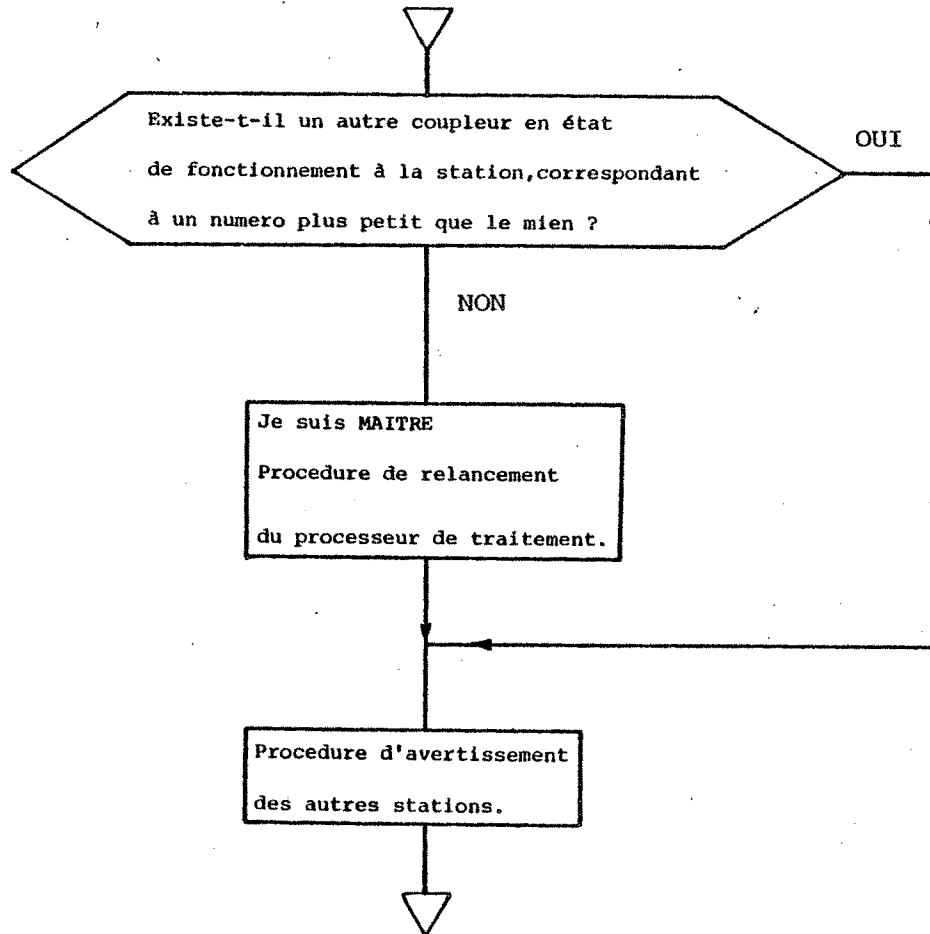 Existe-t-il un autre coupleur en état
de fonctionnement à la station,correspondant
à un numero plus petit que le mien ?
OUI
NON
Je suis MAITRE
Procedure de relancement
du processeur de traitement.
Procedure d'avertissement
des autres stations.